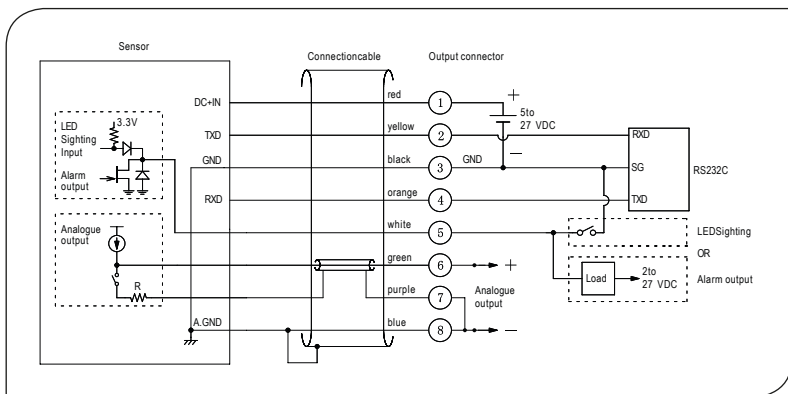 Sensor
Connectioncable
Output connector
DC+IN
red
1
+
5to
27 VDC
3.3V
LED
Sighting
Input
Alarm
output
TXD
yellow
2
RXD
GND
black
3
GND
SG
RS232C
RXD
orange
4
TXD
white
5
LEDSighting
OR
Analogue
output
green
6
+
Load
2to
27 VDC
Alarm output
R
purple
7
Analogue
output
A.GND
blue
8